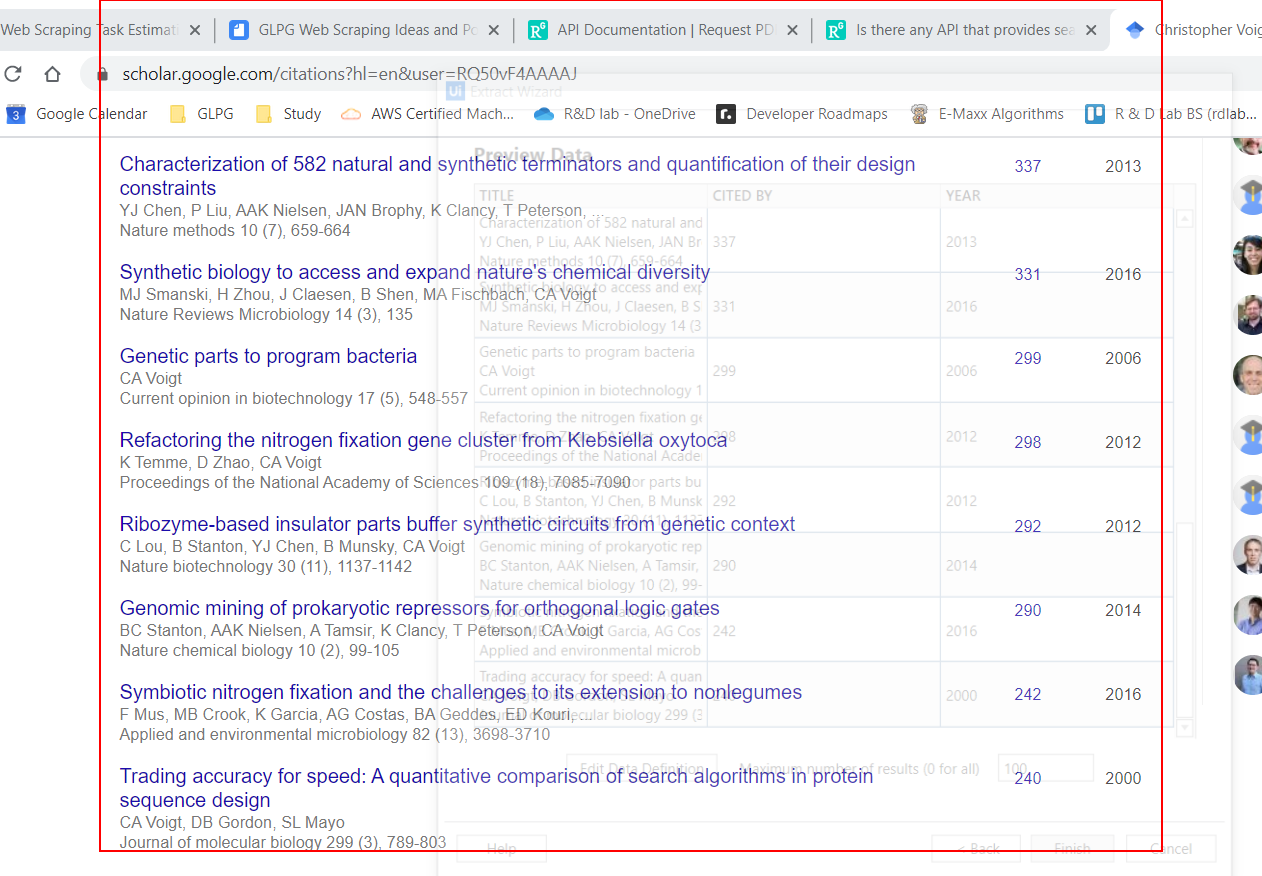 Web Scraping Task Estimati
GLPG Web Scraping Ideas and Po
API Documentation | Request PD
Is there any API that provides sea
Christopher Voig
scholar.google.com/citations?hl=en&user=RQ50vF4AAAAJ
Ui Extract Wizard
3 Google Calendar
GLPG
Study
AWS Certified Mach...
R&D lab - OneDrive
Developer Roadmaps
E-Maxx Algorithms
R & D Lab BS (rdlab...
Preview Data
Characterization of 582 natural and synthetic terminators and quantification of their design
constraints
337
2013
YJ Chen, P Liu, AAK Nielsen, JAN Brophy, K Clancy, T Peterson, ...
Nature methods 10 (7), 659-664
Synthetic biology to access and expand nature's chemical diversity
331
2016
MJ Smanski, H Zhou, J Claesen, B Shen, MA Fischbach, CA Voigt
Nature Reviews Microbiology 14 (3), 135
Genetic parts to program bacteria
299
2006
CA Voigt
Current opinion in biotechnology 17 (5), 548-557
Refactoring the nitrogen fixation gene cluster from Klebsiella oxytoca
298
2012
K Temme, D Zhao, CA Voigt
Proceedings of the National Academy of Sciences 109 (18), 7085-7090
Ribozyme-based insulator parts buffer synthetic circuits from genetic context
292
2012
C Lou, B Stanton, YJ Chen, B Munsky, CA Voigt
Nature biotechnology 30 (11), 1137-1142
Genomic mining of prokaryotic repressors for orthogonal logic gates
290
2014
BC Stanton, AAK Nielsen, A Tamsir, K Clancy, T Peterson, CA Voigt
Nature chemical biology 10 (2), 99-105
Symbiotic nitrogen fixation and the challenges to its extension to nonlegumes
242
2016
F Mus, MB Crook, K Garcia, AG Costas, BA Geddes, ED Kouri, ...
Applied and environmental microbiology 82 (13), 3698-3710
Trading accuracy for speed: A quantitative comparison of search algorithms in protein
sequence design
240
2000
CA Voigt, DB Gordon, SL Mayo
Journal of molecular biology 299 (3), 789-803
TITLE
CITED BY
YEAR
Characterization of 582 natural and
YJ Chen, P Liu, AAK Nielsen, JAN Br
Nature methods 10 (7), 659-664
337
2013
Synthetic biology to access and exp
MJ Smanski, H Zhou, J Claesen, B S
Nature Reviews Microbiology 14 (3
331
2016
Genetic parts to program bacteria
CA Voigt
Current opinion in biotechnology 1
299
2006
Refactoring the nitrogen fixation ge
Proceedings of the National Acade
2012
C Lou, B Stanton, YJ Chen, B Munsk
292
2012
Genomic mining of prokaryotic rep
BC Stanton, AAK Nielsen, A Tamsir,
Nature chemical biology 10 (2), 99-
290
2014
Garcia, AG Cos
Applied and environmental microb
242
2016
Trading accuracy for speed: A quan
2000
Edit Data Definition
Maximum number of results (0 for all)
100
Help
< Back
Finish
Cancel